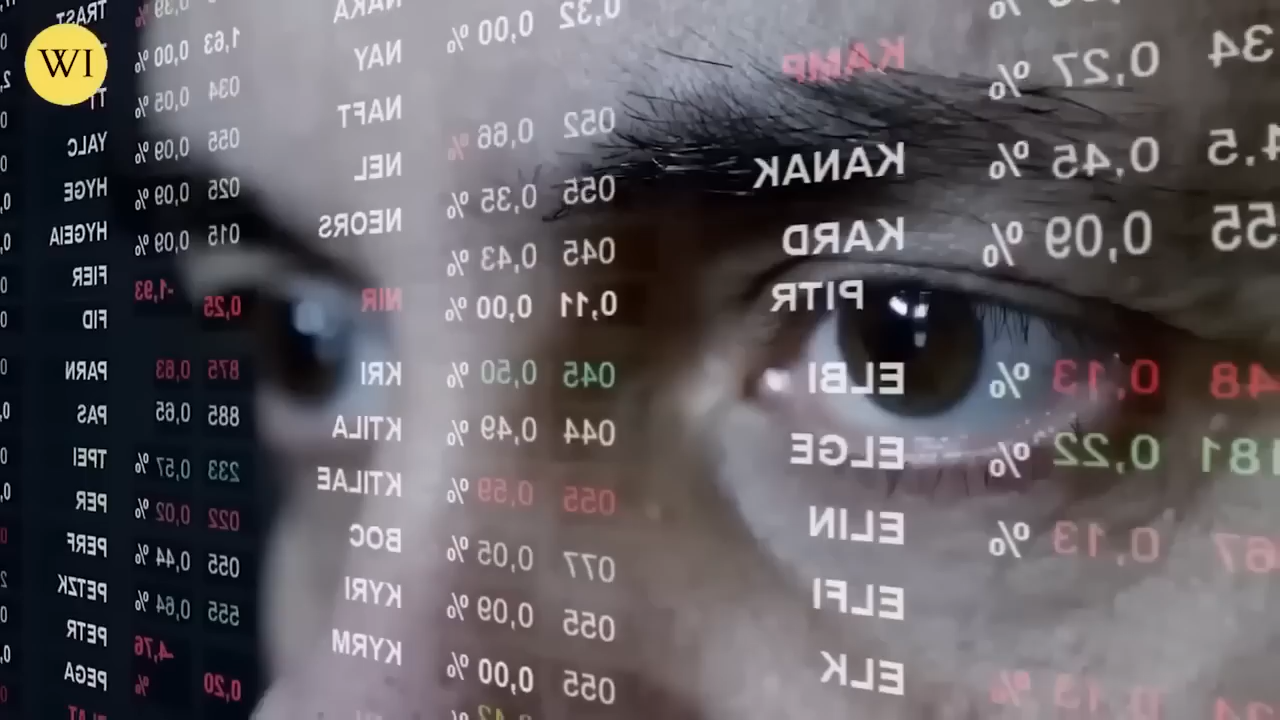 WI
TRAST
YALC
HYGE
HYGEIA
FIER
FID
PARN
PAS
TPEI
PER
PERF
PETZK
PETR
PEGA
0,00 %
0,05 %
0,09 %
0,09 %
0,09 %
-1,93
0,63
0,65
0,57 %
0,02 %
0,44 %
0,64 %
-4,76
%
1,63
034
055
025
015
0,25
875
885
233
022
055
555
0,20
NAKA
NAY
NAFT
NEL
NEORS
NIR
KRI
KTILA
KTILAE
BOC
KYRI
KYRM
0,00 %
0,66 %
0,35 %
0,43 %
0,00 %
0,50 %
0,49 %
0,59 %
0,05 %
0,09 %
0,00 %
0,32
052
055
045
0,11
045
044
055
077
055
055
KAMP
KANAK
KARD
PITR
ELBI
ELGE
ELIN
ELFI
ELK
0,27 %
0,45 %
0,09 %
0,13 %
0,22 %
0,13 %
0,13 %
34
4.5
55
48
181
67